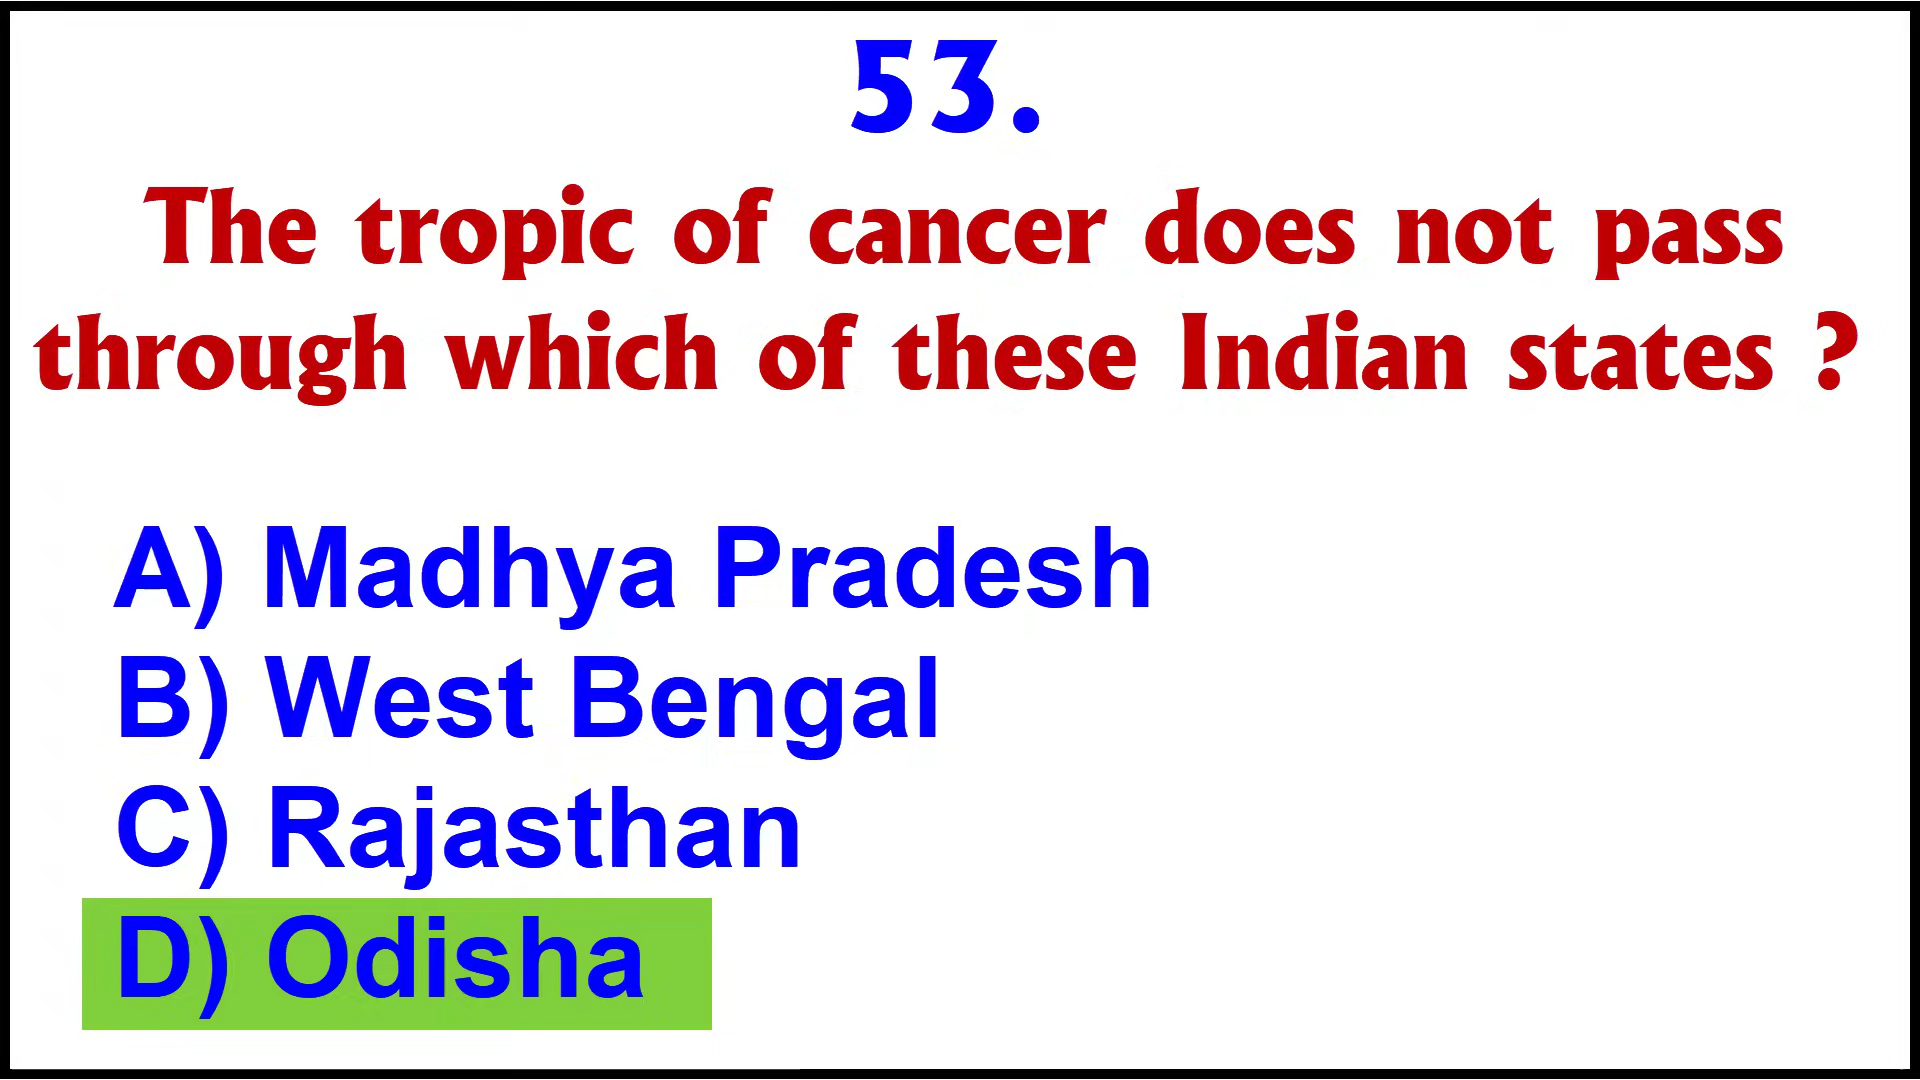 53.
The tropic of cancer does not pass
through which of these Indian states ?
A) Madhya Pradesh
B) West Bengal
C) Rajasthan
D) Odisha